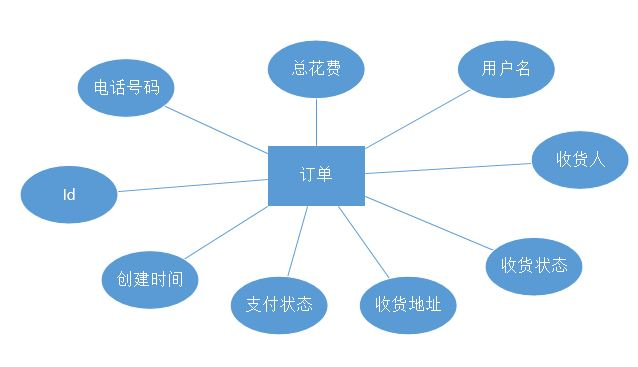 总花费
用户名
电话号码
收货人
订单
Id
收货状态
创建时间
支付状态
收货地址